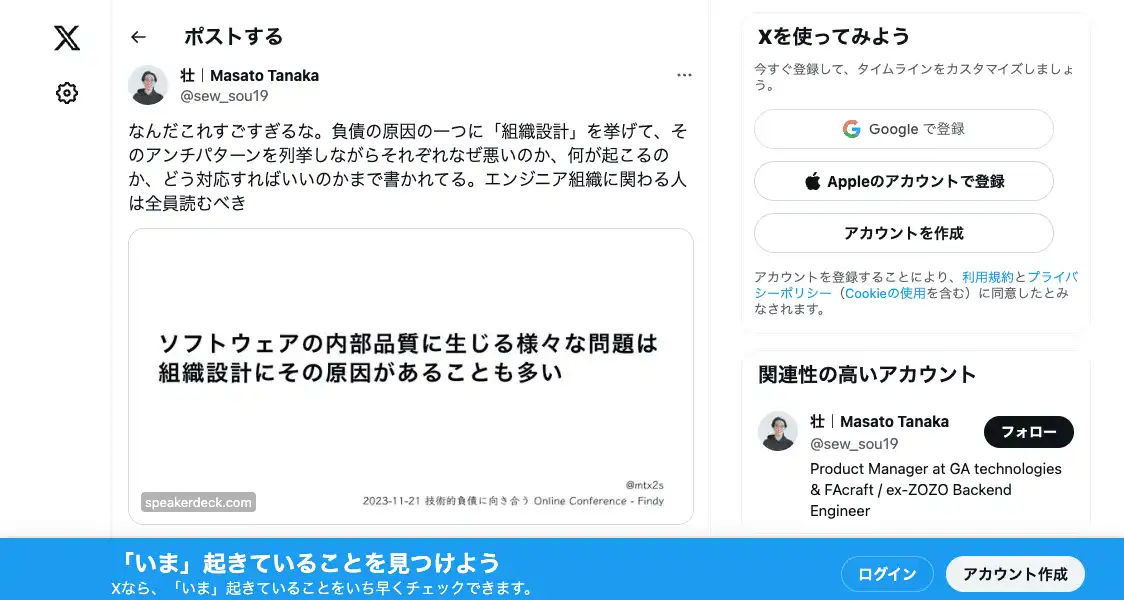 ポストする
壮｜Masato Tanaka
@sew_sou19
なんだこれすごすぎるな。負債の原因の一つに「組織設計」を挙げて、そ
のアンチパターンを列挙しながらそれぞれなぜ悪いのか、何が起こるの
か、どう対応すればいいのかまで書かれてる。エンジニア組織に関わる人
は全員読むべき
ソフトウェアの内部品質に生じる様々な問題は
組織設計にその原因があることも多い
@mtx2s
2023-11-21 技術的負債に向き合う Online Conference - Findy
speakerdeck.com
Xを使ってみよう
今すぐ登録して、タイムラインをカスタマイズしましょ
う。
Google で登録
Appleのアカウントで登録
アカウントを作成
アカウントを登録することにより、利用規約とプライバ
シーポリシー（Cookieの使用を含む）に同意したとみ
なされます。
関連性の高いアカウント
壮｜Masato Tanaka
@sew_sou19
フォロー
Product Manager at GA technologies
& FAcraft / ex-ZOZO Backend
Engineer
「いま」起きていることを見つけよう
Xなら、「いま」起きていることをいち早くチェックできます。
ログイン
アカウント作成